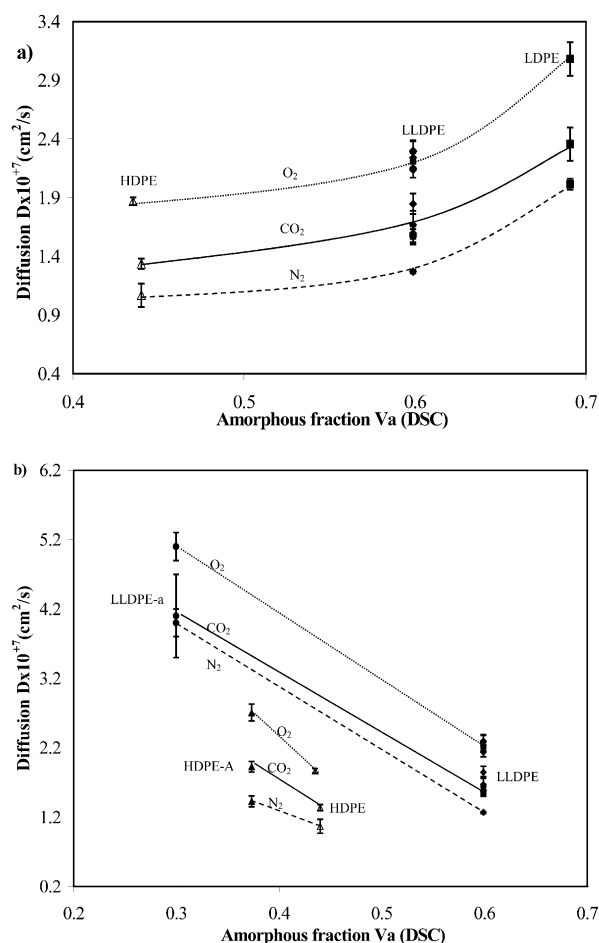 a)
3.9
3.4
2.9
2.4
1.9
1.4
0.9
0.4
Diffusion Dx10+7(cm2/s)
LDPE
LLDPE
HDPE
O2
CO2
N2
0.4
0.5
0.6
0.7
Amorphous fraction Va (DSC)
b)
6.2
5.2
4.2
3.2
2.2
1.2
0.2
Diffusion Dx10+7(cm2/s)
O2
LLDPE-a
CO2
N2
O2
HDPE-A
CO2
LLDPE
N2
HDPE
0.2
0.3
0.4
0.5
0.6
0.7
Amorphous fraction Va (DSC)